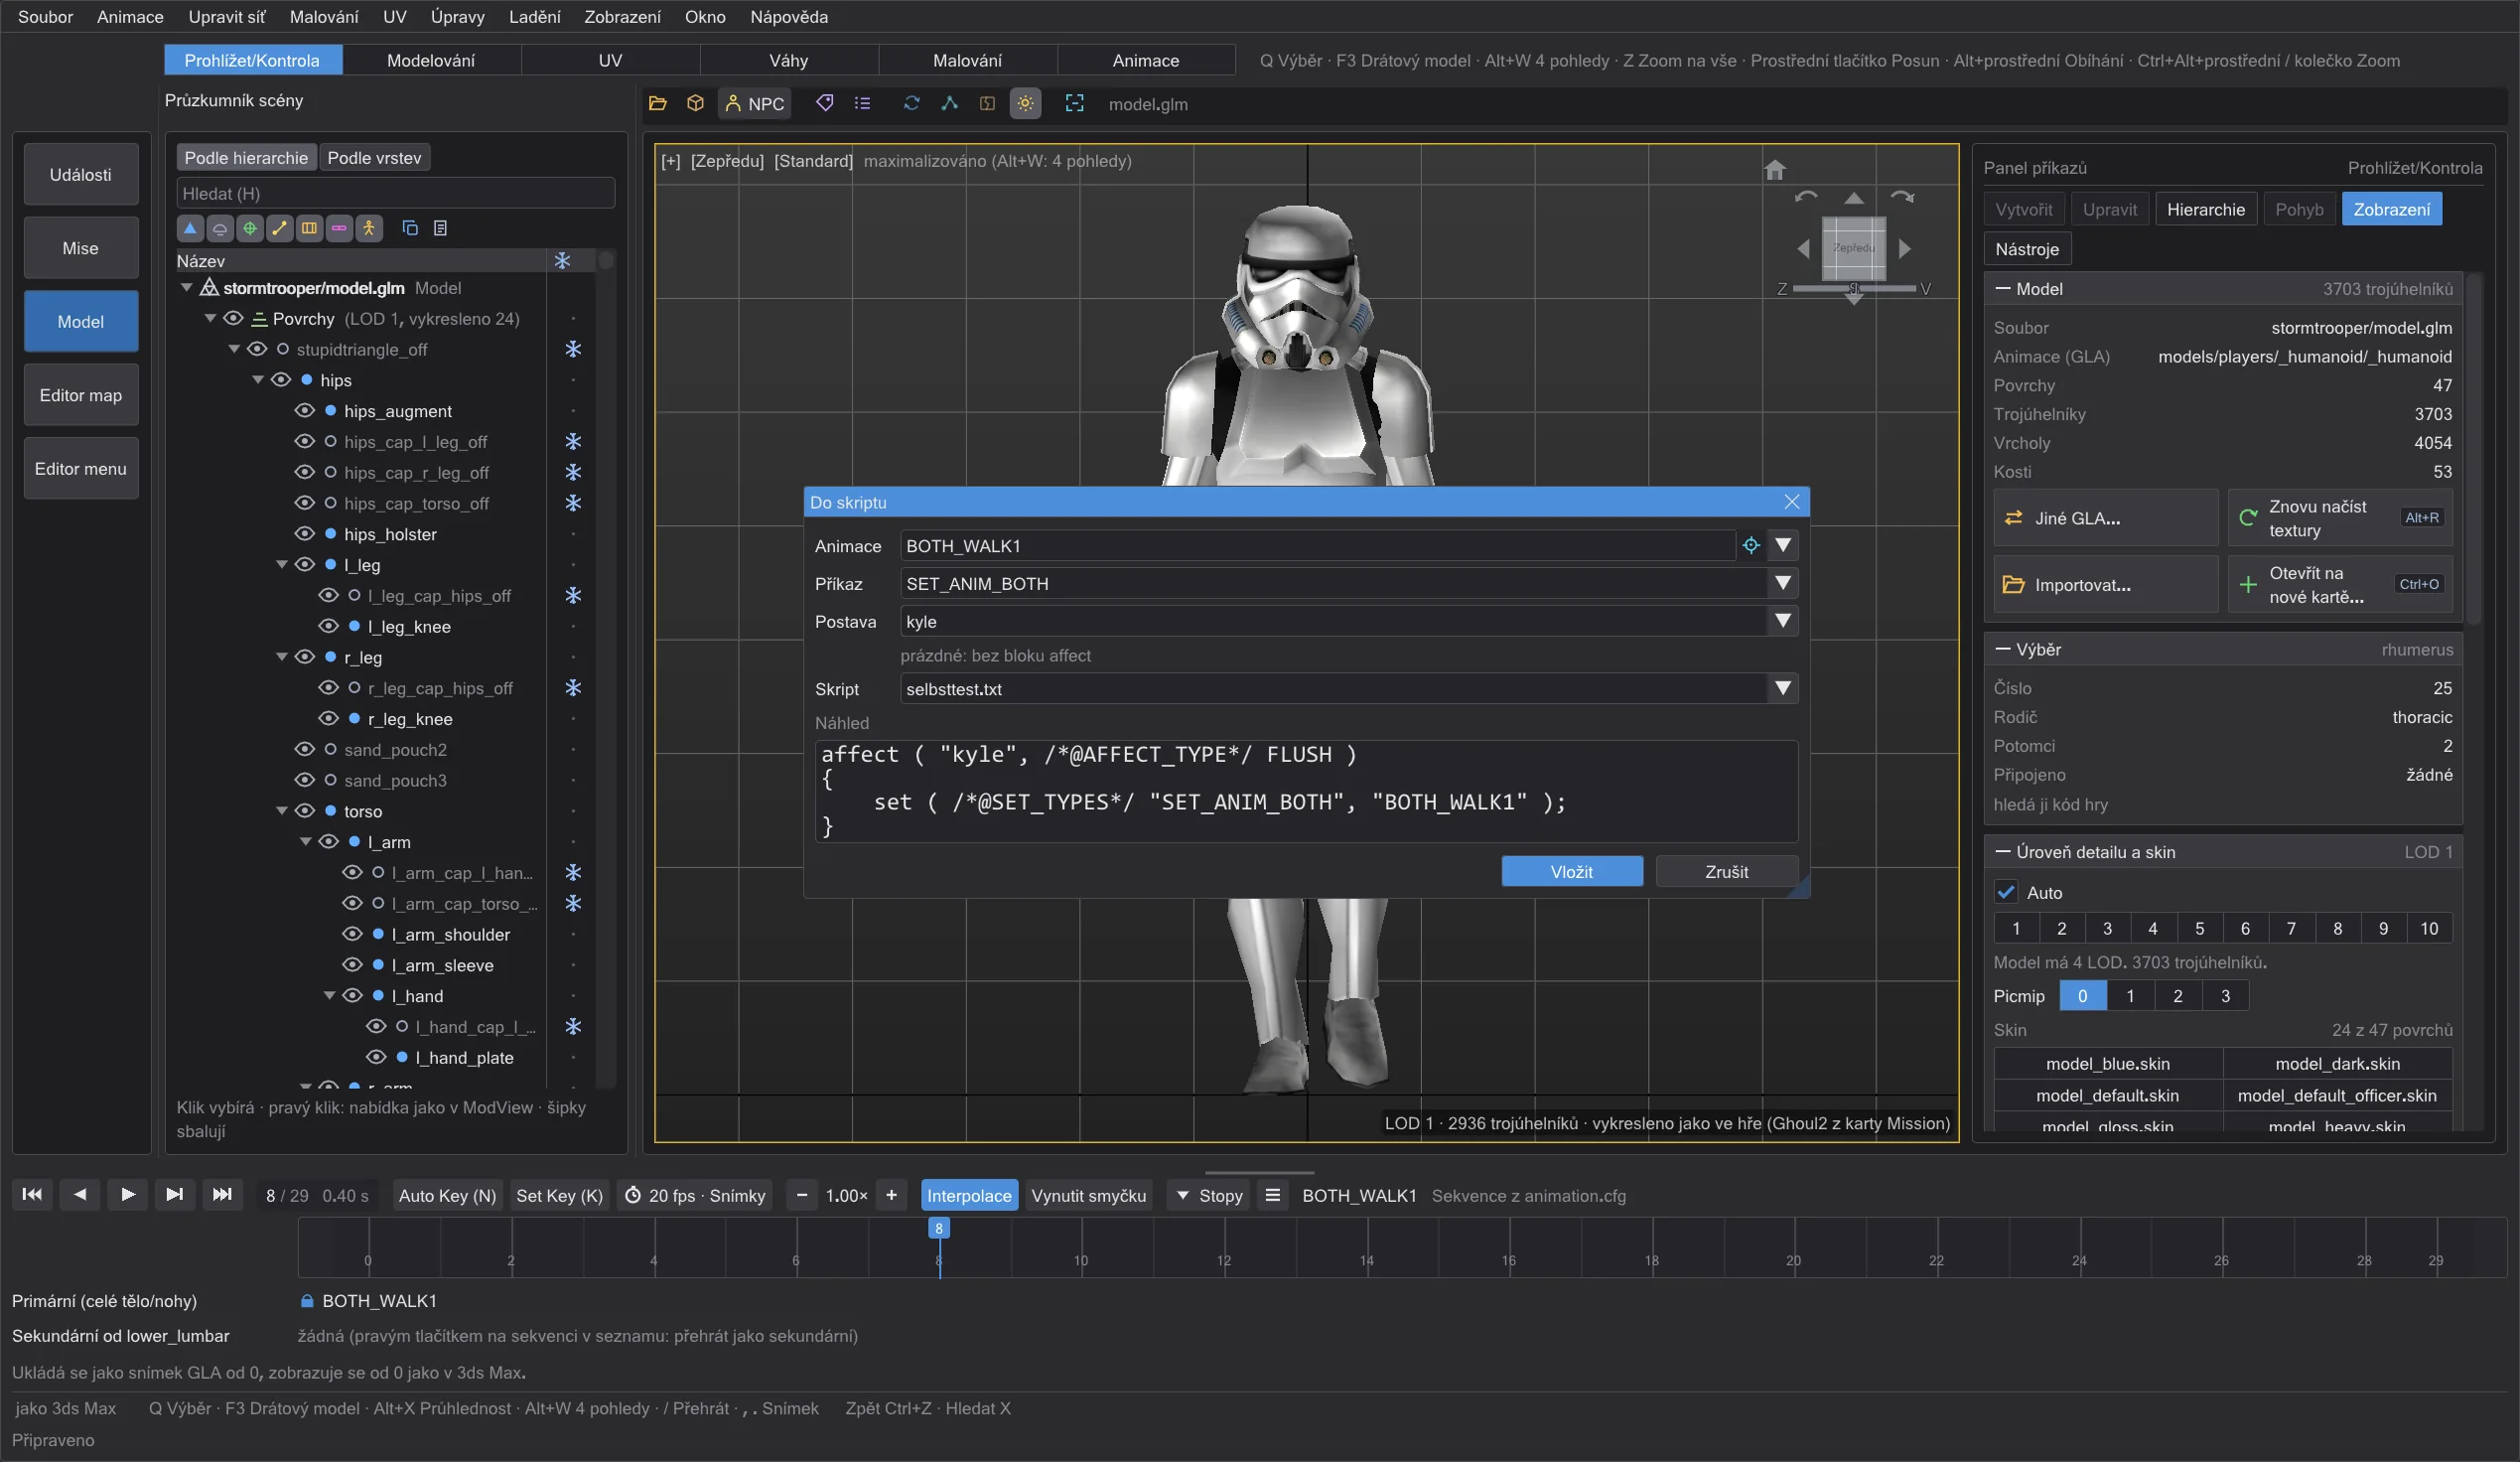 Soubor Animace Upravit síť Malování UV Úpravy Ladění Zobrazení Okno Nápověda
Prohlížet/Kontrola Modelování UV Váhy Malování Animace Q Výběr · F3 Drátový model · Alt+W 4 pohledy · Z Zoom na vše · Prostřední tlačítko Posun · Alt+prostřední Obíhání · Ctrl+Alt+prostřední / kolečko Zoom
Průzkumník scény
NPC model.glm
Události
Mise
Model
Editor map
Editor menu
Podle hierarchie Podle vrstev
Hledat (H)
Název
stormtrooper/model.glm Model
Povrchy (LOD 1, vykresleno 24)
stupidtriangle_off
hips
hips_augment
hips_cap_l_leg_off
hips_cap_r_leg_off
hips_cap_torso_off
hips_holster
l_leg
l_leg_cap_hips_off
l_leg_knee
r_leg
r_leg_cap_hips_off
r_leg_knee
sand_pouch2
sand_pouch3
torso
l_arm
l_arm_cap_l_han...
l_arm_cap_torso_...
l_arm_shoulder
l_arm_sleeve
l_hand
l_hand_cap_l_...
l_hand_plate
r_arm
Klik vybírá · pravý klik: nabídka jako v ModView · šipky
sbalují
[+] [Zepředu] [Standard] maximalizováno (Alt+W: 4 pohledy)
Zepředu
Z S V
Do skriptu
Animace BOTH_WALK1
Příkaz SET_ANIM_BOTH
Postava kyle
prázdné: bez bloku affect
Skript selbsttest.txt
Náhled
affect ( "kyle", /*@AFFECT_TYPE*/ FLUSH )
{
set ( /*@SET_TYPES*/ "SET_ANIM_BOTH", "BOTH_WALK1" );
}
Vložit Zrušit
LOD 1 · 2936 trojúhelníků · vykresleno jako ve hře (Ghoul2 z karty Mission)
Panel příkazů Prohlížet/Kontrola
Vytvořit Upravit Hierarchie Pohyb Zobrazení
Nástroje
Model 3703 trojúhelníků
Soubor stormtrooper/model.glm
Animace (GLA) models/players/_humanoid/_humanoid
Povrchy 47
Trojúhelníky 3703
Vrcholy 4054
Kosti 53
Jiné GLA...
Znovu načíst textury Alt+R
Importovat...
Otevřít na nové kartě... Ctrl+O
Výběr rhumerus
Číslo 25
Rodič thoracic
Potomci 2
Připojeno žádné
hledá ji kód hry
Úroveň detailu a skin LOD 1
Auto
1 2 3 4 5 6 7 8 9 10
Model má 4 LOD. 3703 trojúhelníků.
Picmip 0 1 2 3
Skin 24 z 47 povrchů
model_blue.skin model_dark.skin
model_default.skin model_default_officer.skin
model_gloss.skin model_heavy.skin
8 / 29 0.40 s Auto Key (N) Set Key (K) 20 fps · Snímky − 1.00× + Interpolace Vynutit smyčku Stopy BOTH_WALK1 Sekvence z animation.cfg
8
0 2 4 6 8 10 12 14 16 18 20 22 24 26 28 29
Primární (celé tělo/nohy) BOTH_WALK1
Sekundární od lower_lumbar žádná (pravým tlačítkem na sekvenci v seznamu: přehrát jako sekundární)
Ukládá se jako snímek GLA od 0, zobrazuje se od 0 jako v 3ds Max.
jako 3ds Max Q Výběr · F3 Drátový model · Alt+X Průhlednost · Alt+W 4 pohledy · / Přehrát · , . Snímek Zpět Ctrl+Z · Hledat X
Připraveno